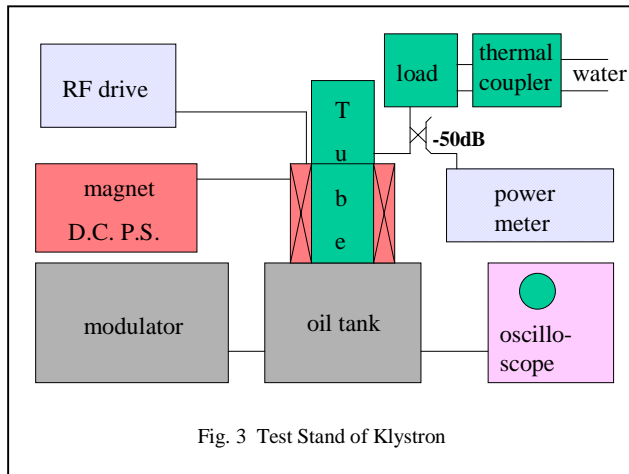 RF drive
T
u
b
e
load
thermal
coupler
water
-50dB
magnet
D.C. P.S.
power
meter
modulator
oil tank
oscillo-
scope
Fig. 3 Test Stand of Klystron